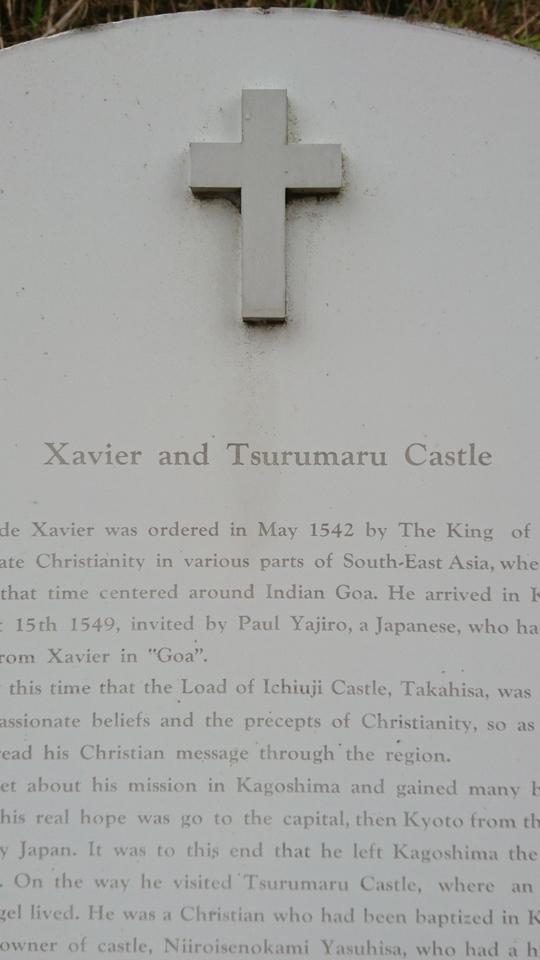 Xavier and Tsurumaru Castle
de Xavier was ordered in May 1542 by The King of
ate Christianity in various parts of South-East Asia, whe
that time centered around Indian Goa. He arrived in K
15th 1549, invited by Paul Yajiro, a Japanese, who ha
rom Xavier in "Goa".
this time that the Load of Ichiuji Castle, Takahisa, was
assionate beliefs and the precepts of Christianity, so as
read his Christian message through the region.
et about his mission in Kagoshima and gained many b
his real hope was go to the capital, then Kyoto from th
y Japan. It was to this end that he left Kagoshima the
. On the way he visited Tsurumaru Castle, where an
gel lived. He was a Christian who had been baptized in K
owner of castle, Niiroisenokami Yasuhisa, who had a h